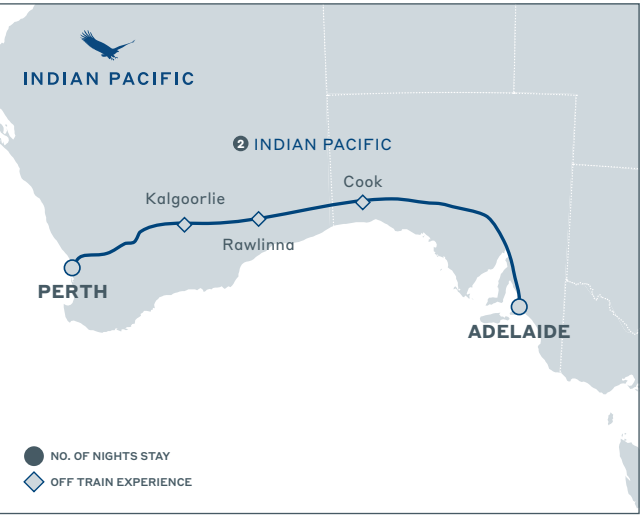 INDIAN PACIFIC
2 INDIAN PACIFIC
Cook
Kalgoorlie
Rawlinna
PERTH
ADELAIDE
NO. OF NIGHTS STAY
OFF TRAIN EXPERIENCE